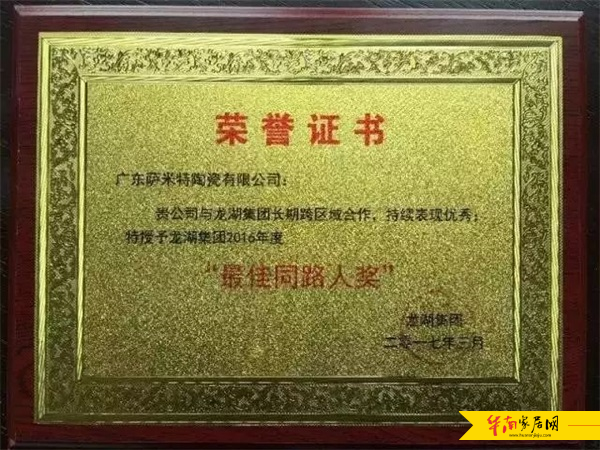 荣誉证书
广东萨米特陶瓷有限公司：
贵公司与龙湖集团长期跨区域合作，持续表现优秀；
特授予龙湖集团2016年度
“最佳同路人奖”
龙湖集团
二零一七年三月
华南家居网